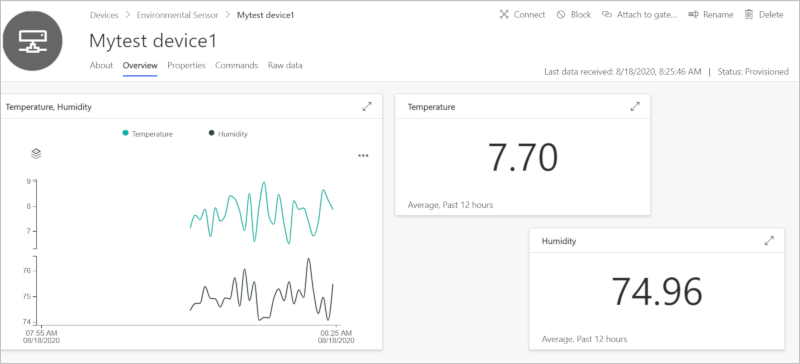 Devices > Environmental Sensor > Mytest device1
Connect Block Attach to gate... Rename Delete
Mytest device1
About Overview Properties Commands Raw data
Last data received: 8/18/2020, 8:25:46 AM | Status: Provisioned
Temperature, Humidity
Temperature Humidity
9
8
7
76
75
74
07:55 AM 08:25 AM
08/18/2020 08/18/2020
Temperature
7.70
Average, Past 12 hours
Humidity
74.96
Average, Past 12 hours